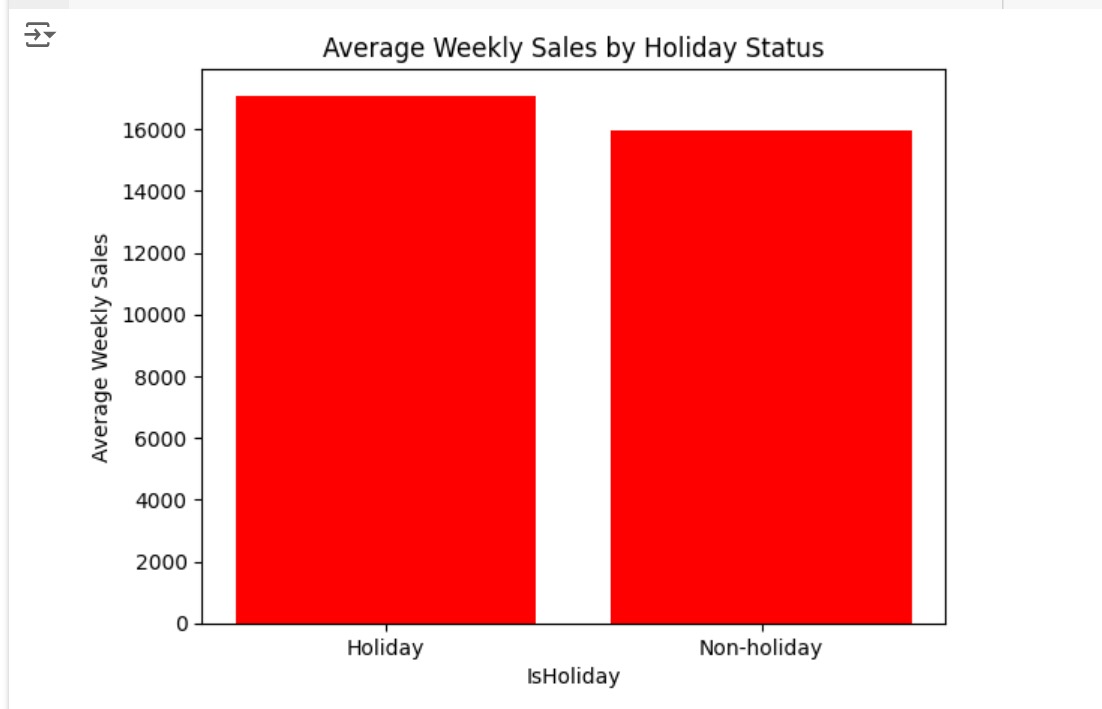 Average Weekly Sales by Holiday Status
Average Weekly Sales
16000
14000
12000
10000
8000
6000
4000
2000
0
Holiday Non-holiday
IsHoliday